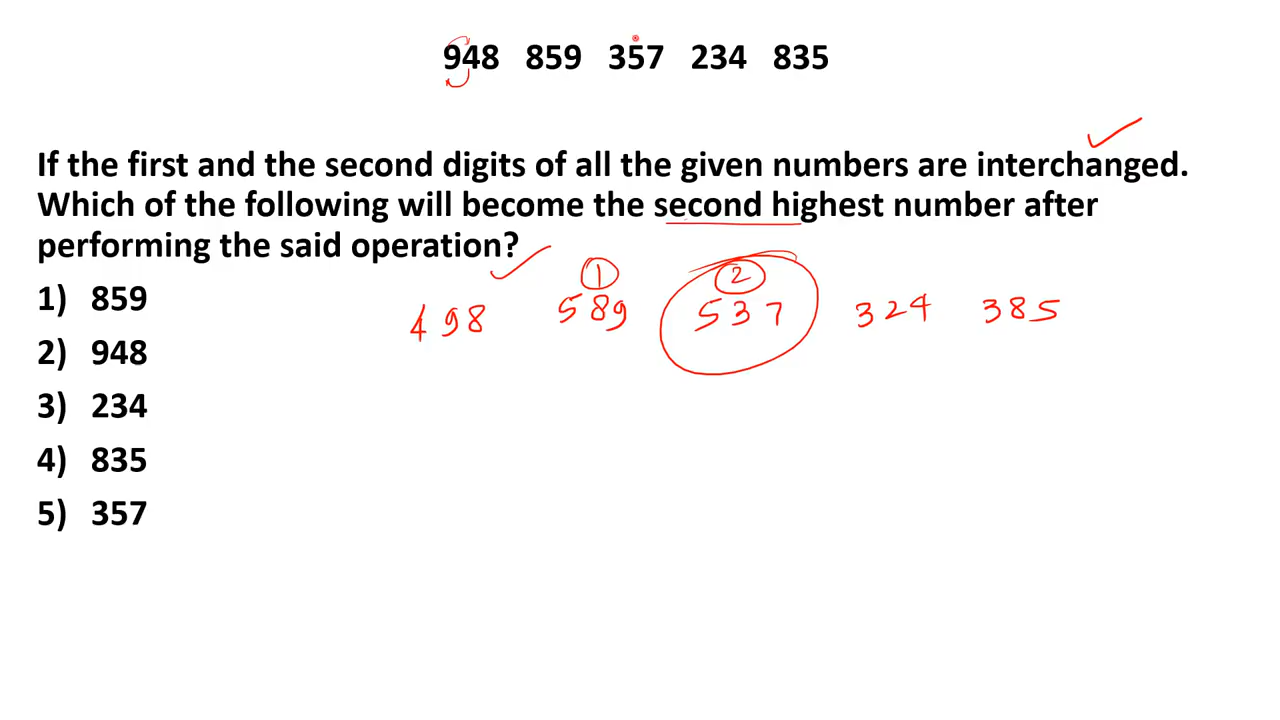 948 859 357 234 835
If the first and the second digits of all the given numbers are interchanged.
Which of the following will become the second highest number after
performing the said operation?
1 2
1) 859
498 589 537 324 385
2) 948
3) 234
4) 835
5) 357